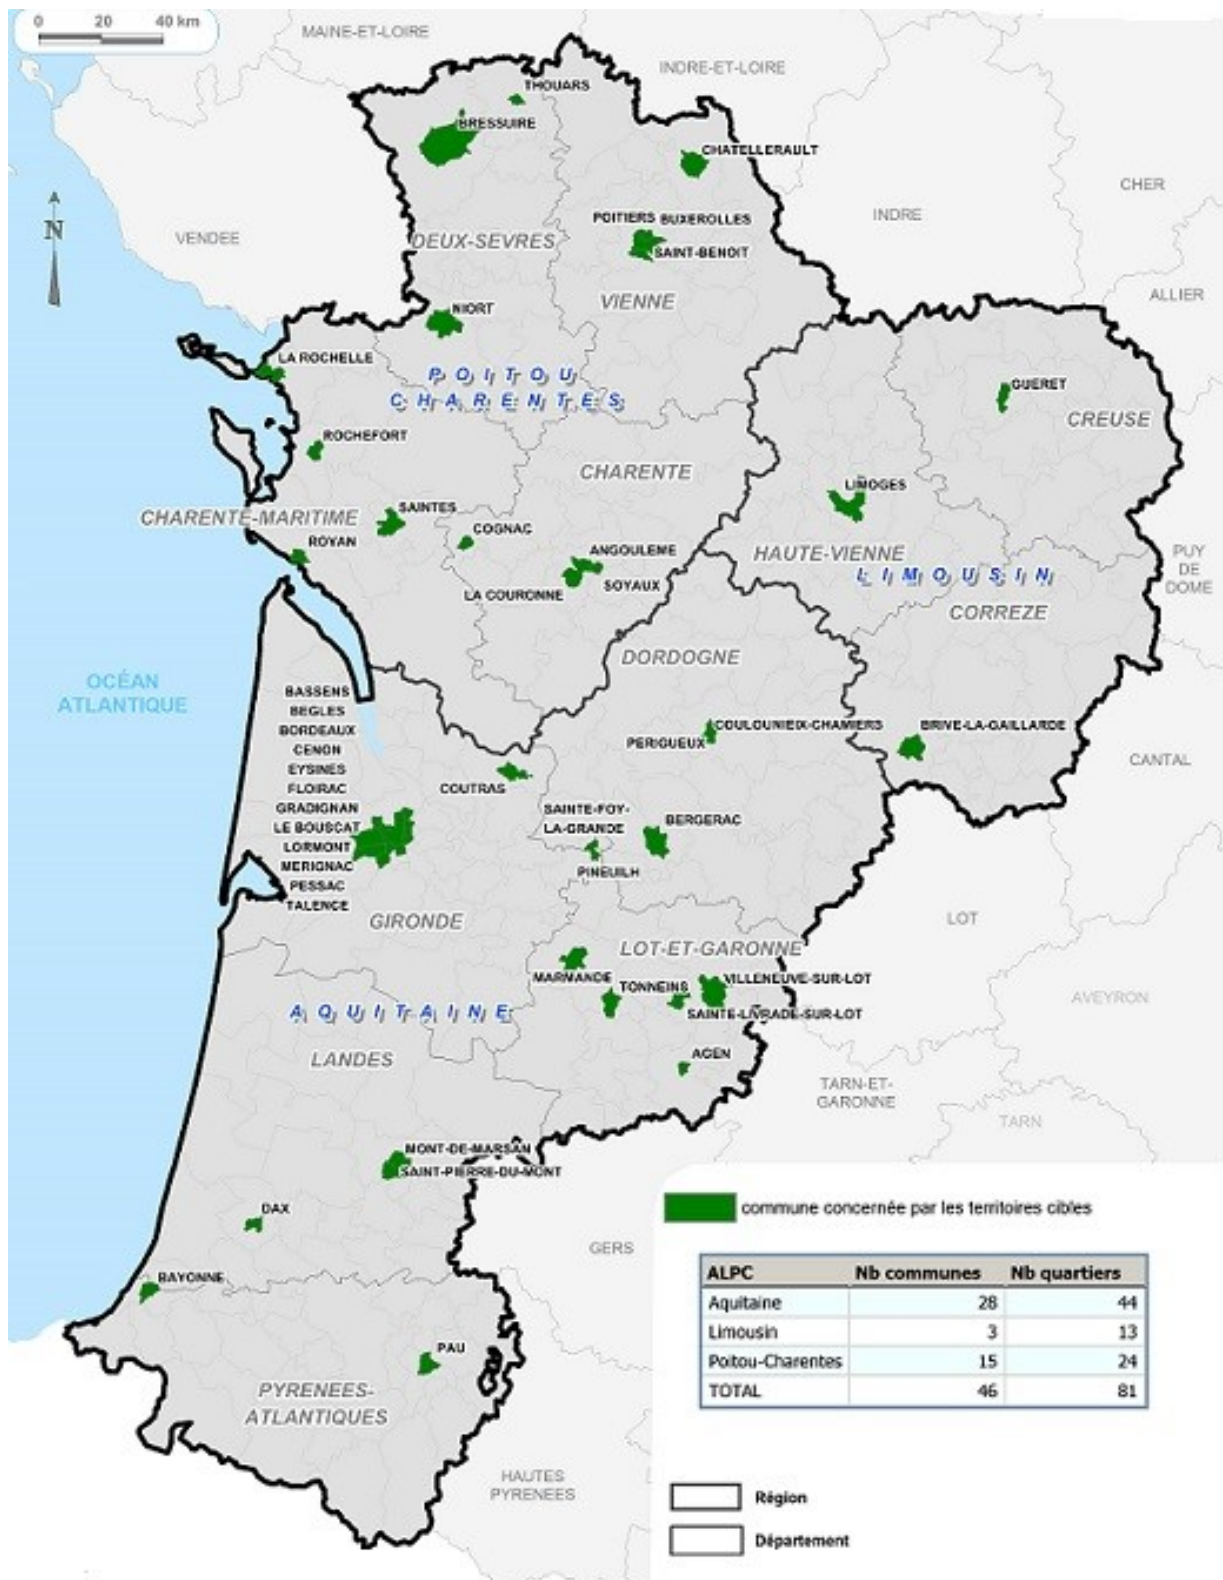 0 20 40 km
MAINE-ET-LOIRE
INDRE-ET-LOIRE
THOUARS
BRESSUIRE
CHATELLERAULT
CHER
N
VENDEE
INDRE
POITIERS BUXEROLLES
DEUX-SEVRES
SAINT-BENOIT
VIENNE
ALLIER
NIORT
LA ROCHELLE
POITOU
CHARENTES
GUERET
CREUSE
ROCHEFORT
CHARENTE
LIMOGES
CHARENTE-MARITIME
SAINTES
COGNAC
ROYAN
ANGOULEME
HAUTE-VIENNE
PUY
DE
DOME
LIMOUSIN
LA COURONNE
SOYAUX
CORREZE
DORDOGNE
OCÉAN
ATLANTIQUE
BASSENS
BEGLES
BORDEAUX
CENON
EYSINES
FLOIRAC
GRADIGNAN
LE BOUSCAT
LORMONT
MERIGNAC
PESSAC
TALENCE
COULOUNIEIX-CHAMIERS
PERIGUEUX
BRIVE-LA-GAILLARDE
CANTAL
COUTRAS
SAINTE-FOY-
LA-GRANDE
BERGERAC
PINEUILH
GIRONDE
LOT
LOT-ET-GARONNE
MARMANDE
TONNEINS
VILLENEUVE-SUR-LOT
SAINTE-LIVRADE-SUR-LOT
AVEYRON
AQUITAINE
LANDES
AGEN
TARN-ET-
GARONNE
TARN
MONT-DE-MARSAN
SAINT-PIERRE-DU-MONT
DAX
GERS
BAYONNE
PAU
PYRENEES-
ATLANTIQUES
HAUTES
PYRENEES
commune concernée par les territoires cibles
ALPC Nb communes Nb quartiers
Aquitaine 28 44
Limousin 3 13
Poitou-Charentes 15 24
TOTAL 46 81
Région
Département